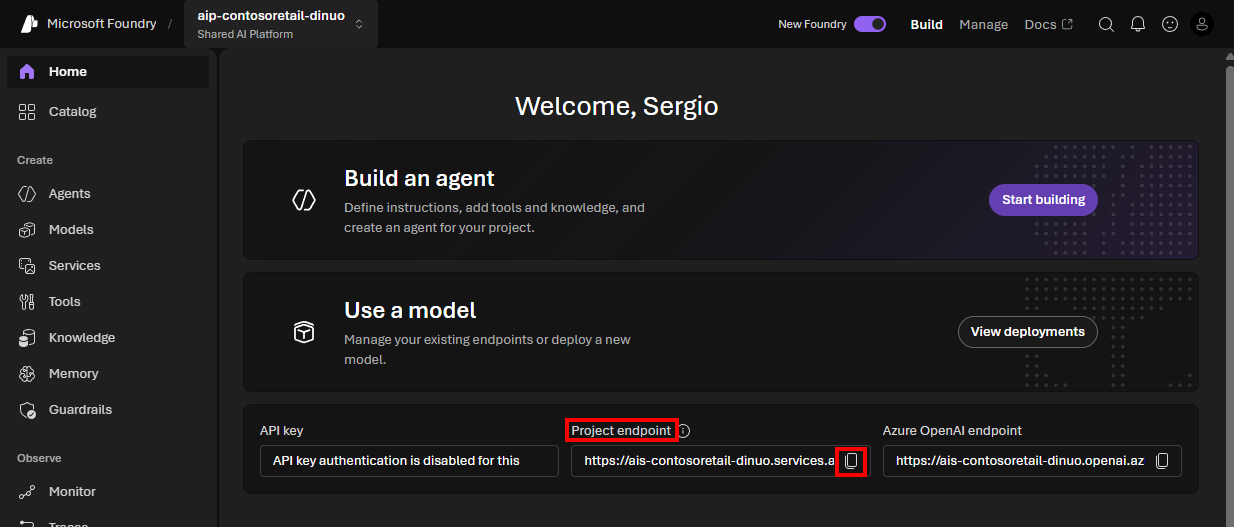 Microsoft Foundry /
aip-contosoretail-dinuo
Shared AI Platform
New Foundry
Build
Manage
Docs
Home
Catalog
Create
Agents
Models
Services
Tools
Knowledge
Memory
Guardrails
Observe
Monitor
Traces
Welcome, Sergio
Build an agent
Define instructions, add tools and knowledge, and
create an agent for your project.
Start building
Use a model
Manage your existing endpoints or deploy a new
model.
View deployments
API key
API key authentication is disabled for this
Project endpoint
https://ais-contosoretail-dinuo.services.a
Azure OpenAI endpoint
https://ais-contosoretail-dinuo.openai.az